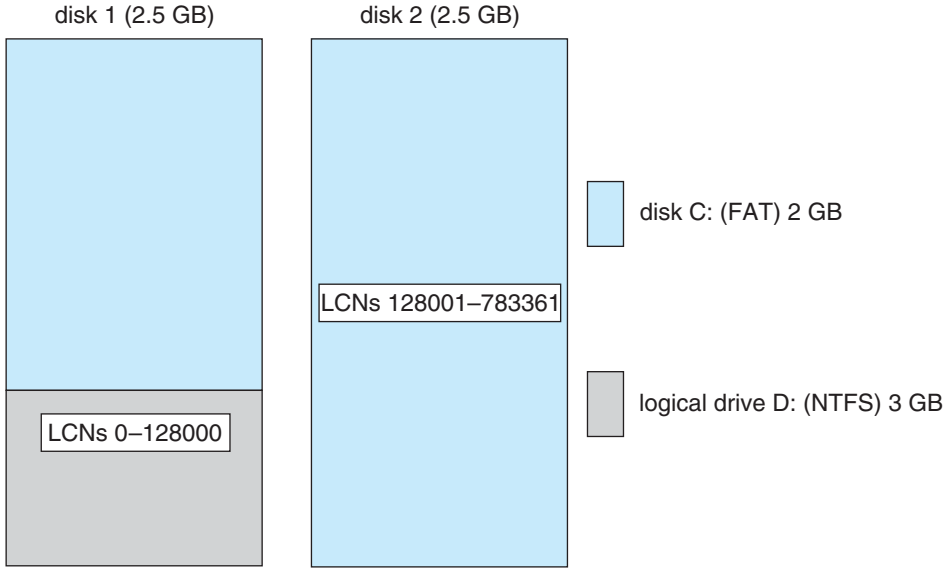 disk 1 (2.5 GB)
disk 2 (2.5 GB)
disk C: (FAT) 2 GB
LCNs 128001–783361
logical drive D: (NTFS) 3 GB
LCNs 0–128000